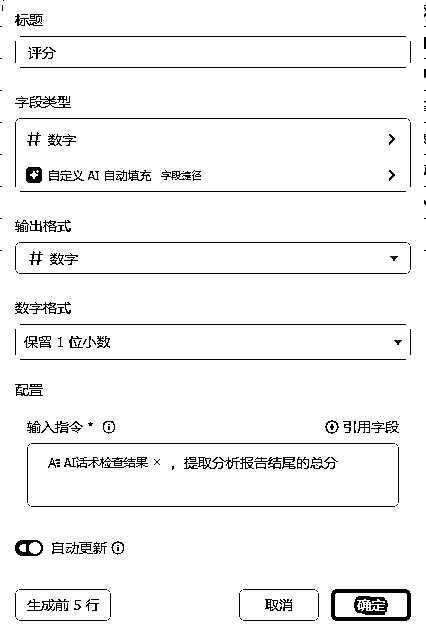 标题
评分
字段类型
数字
自定义 AI 自动填充 字段捷径
输出格式
数字
数字格式
保留 1 位小数
配置
输入指令 * 引用字段
AI话术检查结果 × ，提取分析报告结尾的总分
自动更新
生成前 5 行 取消 确定